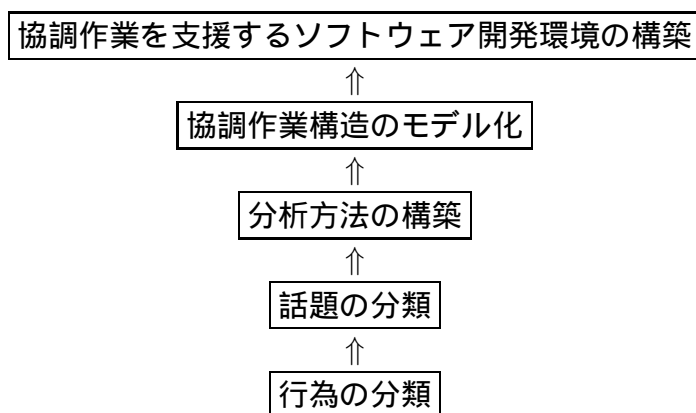 協調作業を支援するソフトウェア開発環境の構築
⇑
協調作業構造のモデル化
⇑
分析方法の構築
⇑
話題の分類
⇑
行為の分類